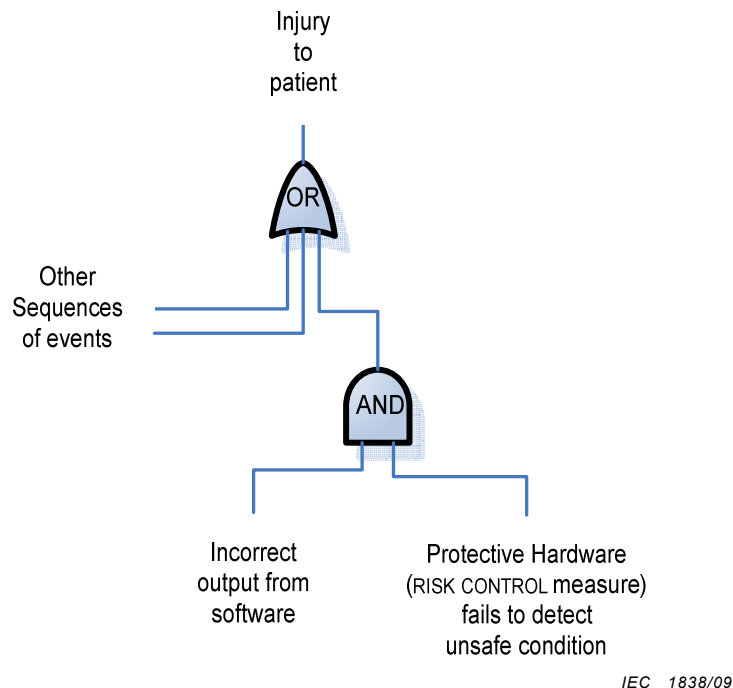 Injury
to
patient
OR
Other
Sequences
of events
AND
Incorrect
output from
software
Protective Hardware
(RISK CONTROL measure)
fails to detect
unsafe condition
IEC 1838/09